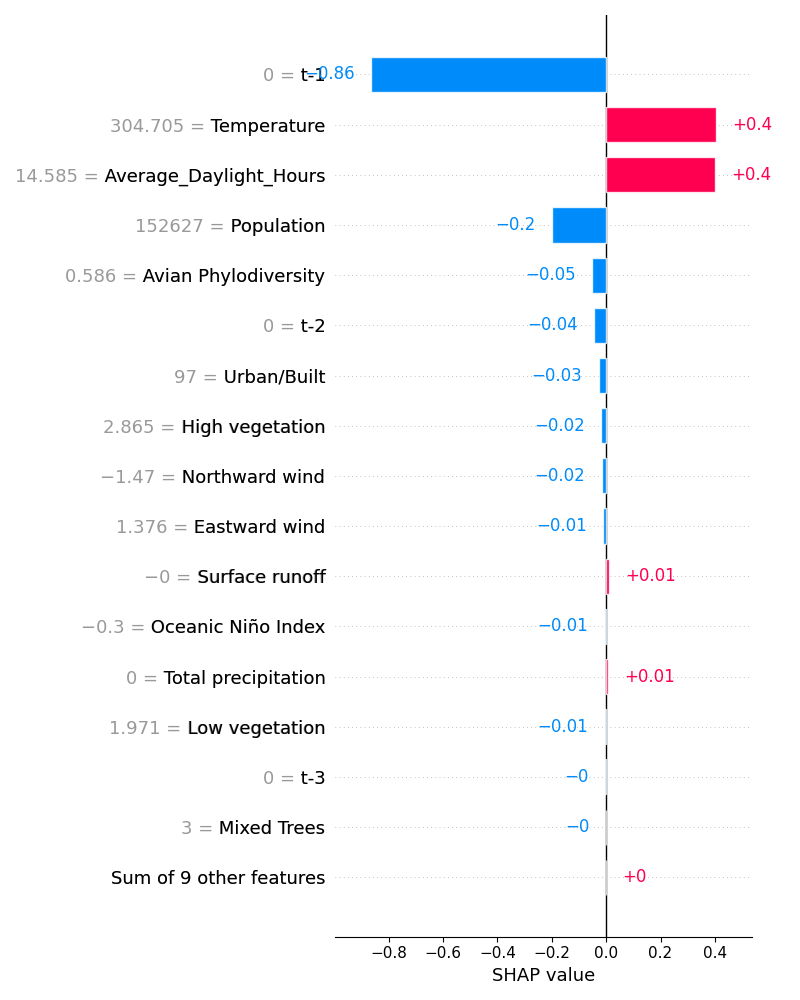 0 = t-1 −0.86
304.705 = Temperature +0.4
14.585 = Average_Daylight_Hours +0.4
152627 = Population −0.2
0.586 = Avian Phylodiversity −0.05
0 = t-2 −0.04
97 = Urban/Built −0.03
2.865 = High vegetation −0.02
−1.47 = Northward wind −0.02
1.376 = Eastward wind −0.01
−0 = Surface runoff +0.01
−0.3 = Oceanic Niño Index −0.01
0 = Total precipitation +0.01
1.971 = Low vegetation −0.01
0 = t-3 −0
3 = Mixed Trees −0
Sum of 9 other features +0
−0.8 −0.6 −0.4 −0.2 0.0 0.2 0.4
SHAP value